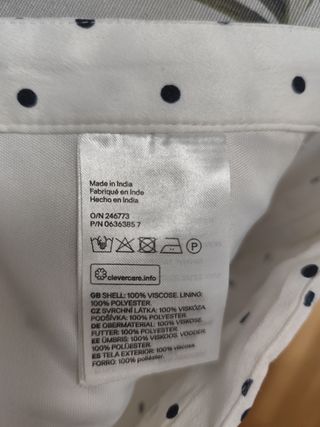 Made in India
Fabriqué en Inde
Hecho en India
O/N 246773
P/N 0636385 7
P
clevercare.info
GB SHELL: 100% VISCOSE. LINING:
100% POLYESTER
CZ SVRCHNÍ LÁTKA: 100% VISKÓZA
PODŠÍVKA: 100% POLYESTER
DE OBERMATERIAL: 100% VISKOSE
FUTTER: 100% POLYESTER
EE ÜMBRIS: 100% VISKOOS. VOODER:
100% POLÜESTER
ES TELA EXTERIOR: 100% viscosa
FORRO: 100% poliéster.